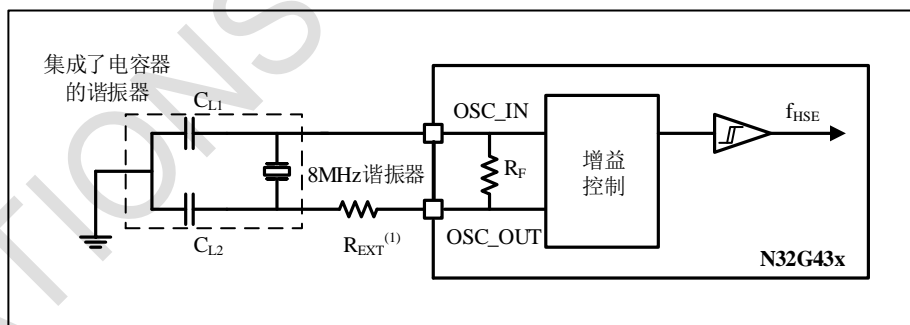 集成了电容器
的谐振器
CL1
OSC_IN
fHSE
8MHz谐振器
RF
增益
控制
CL2
REXT(1)
OSC_OUT
N32G43x
TIONS